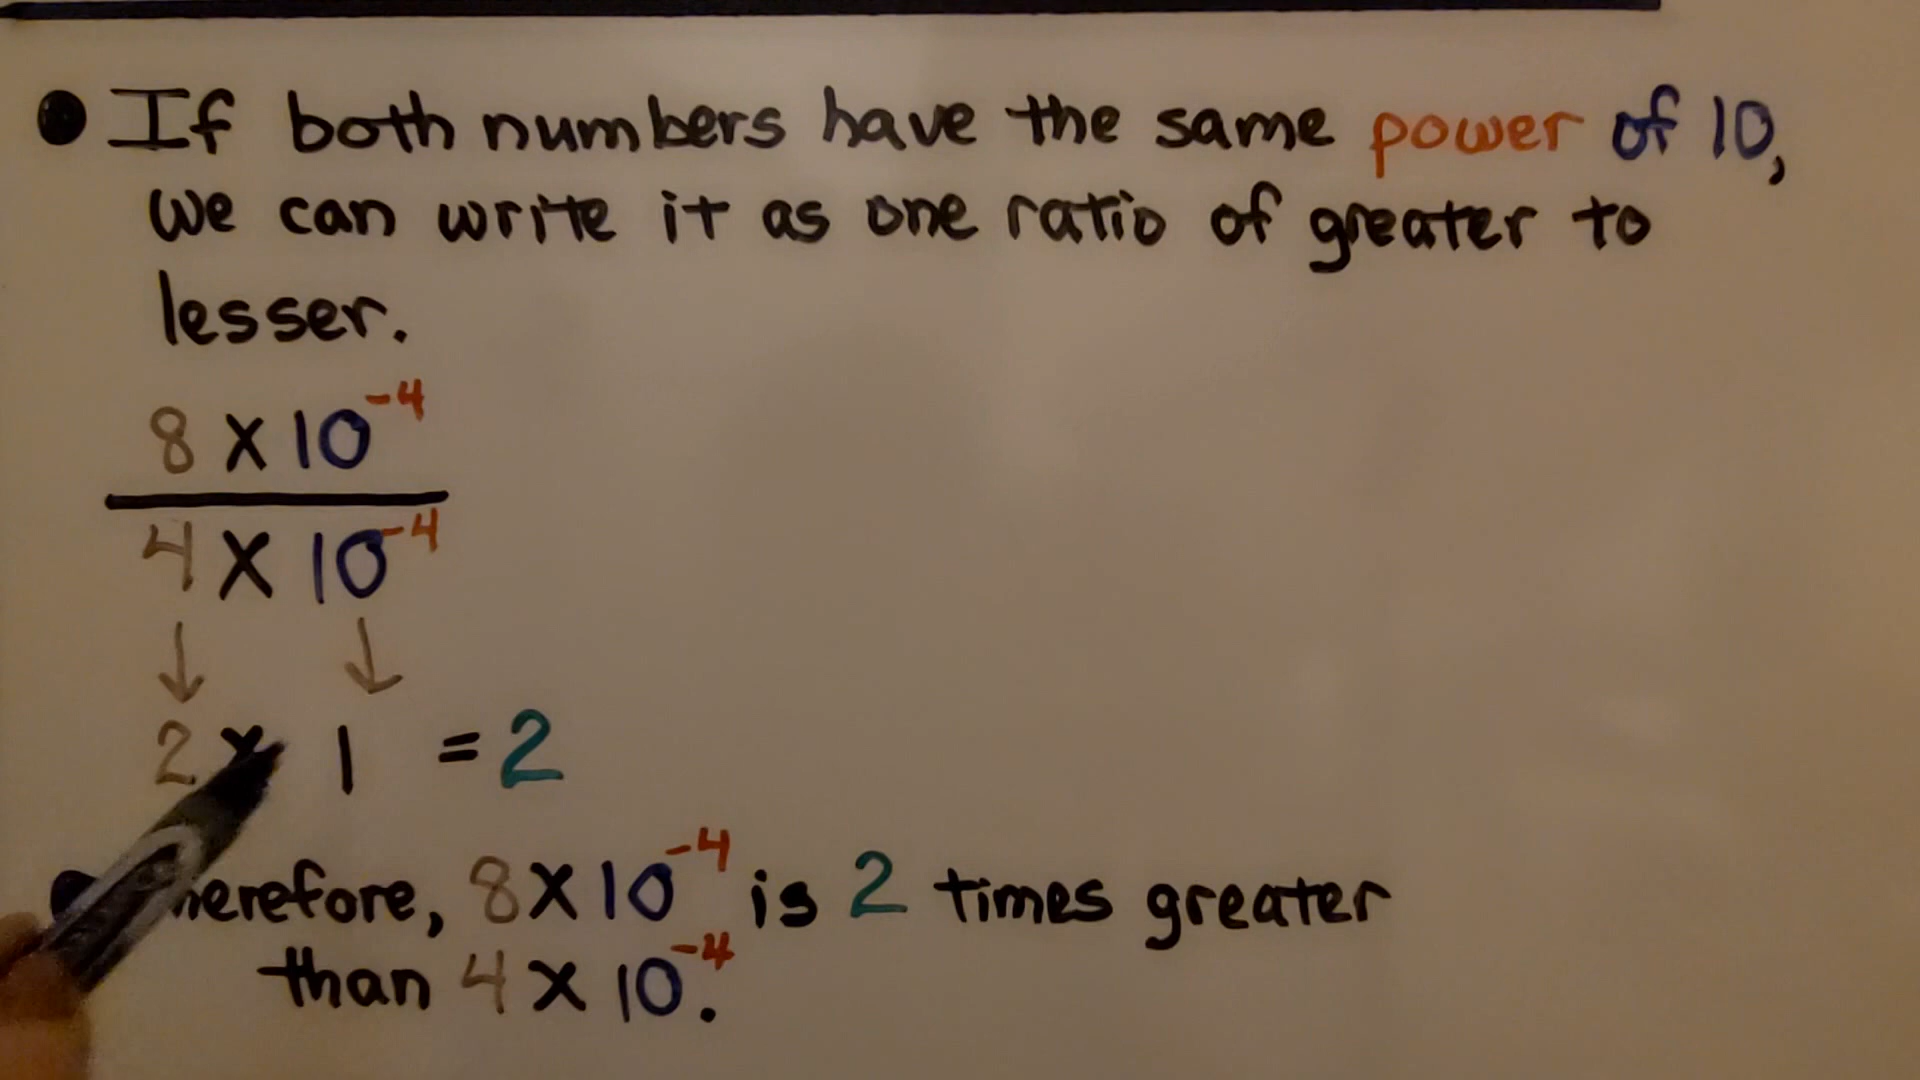 If both numbers have the same power of 10,
we can write it as one ratio of greater to
lesser.
8 x 10⁻⁴
4 x 10⁻⁴
↓ ↓
2 x 1 = 2
herefore, 8 x 10⁻⁴ is 2 times greater
than 4 x 10⁻⁴.